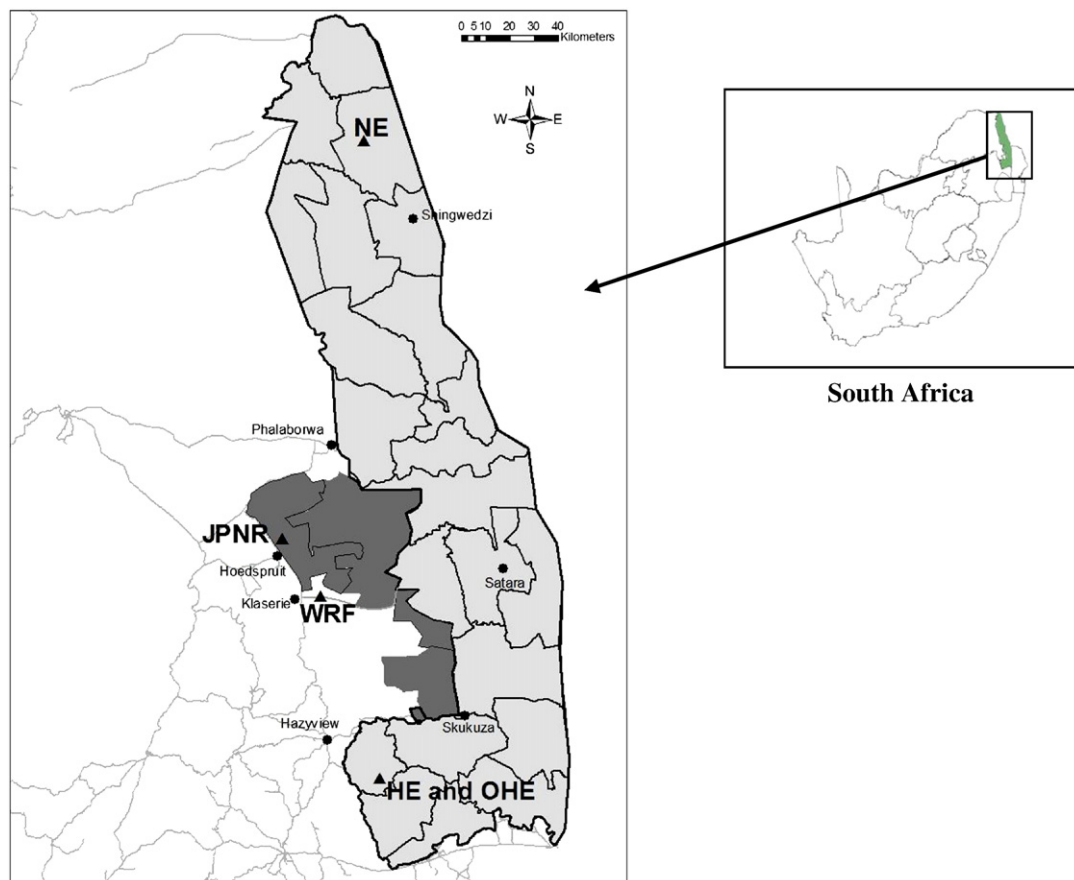 0 5 10 20 30 40
Kilometers
N
W E
S
NE
Shingwedzi
South Africa
Phalaborwa
JPNR
Hoedspruit
Satara
Klaserie
WRF
Hazyview
Skukuza
HE and OHE